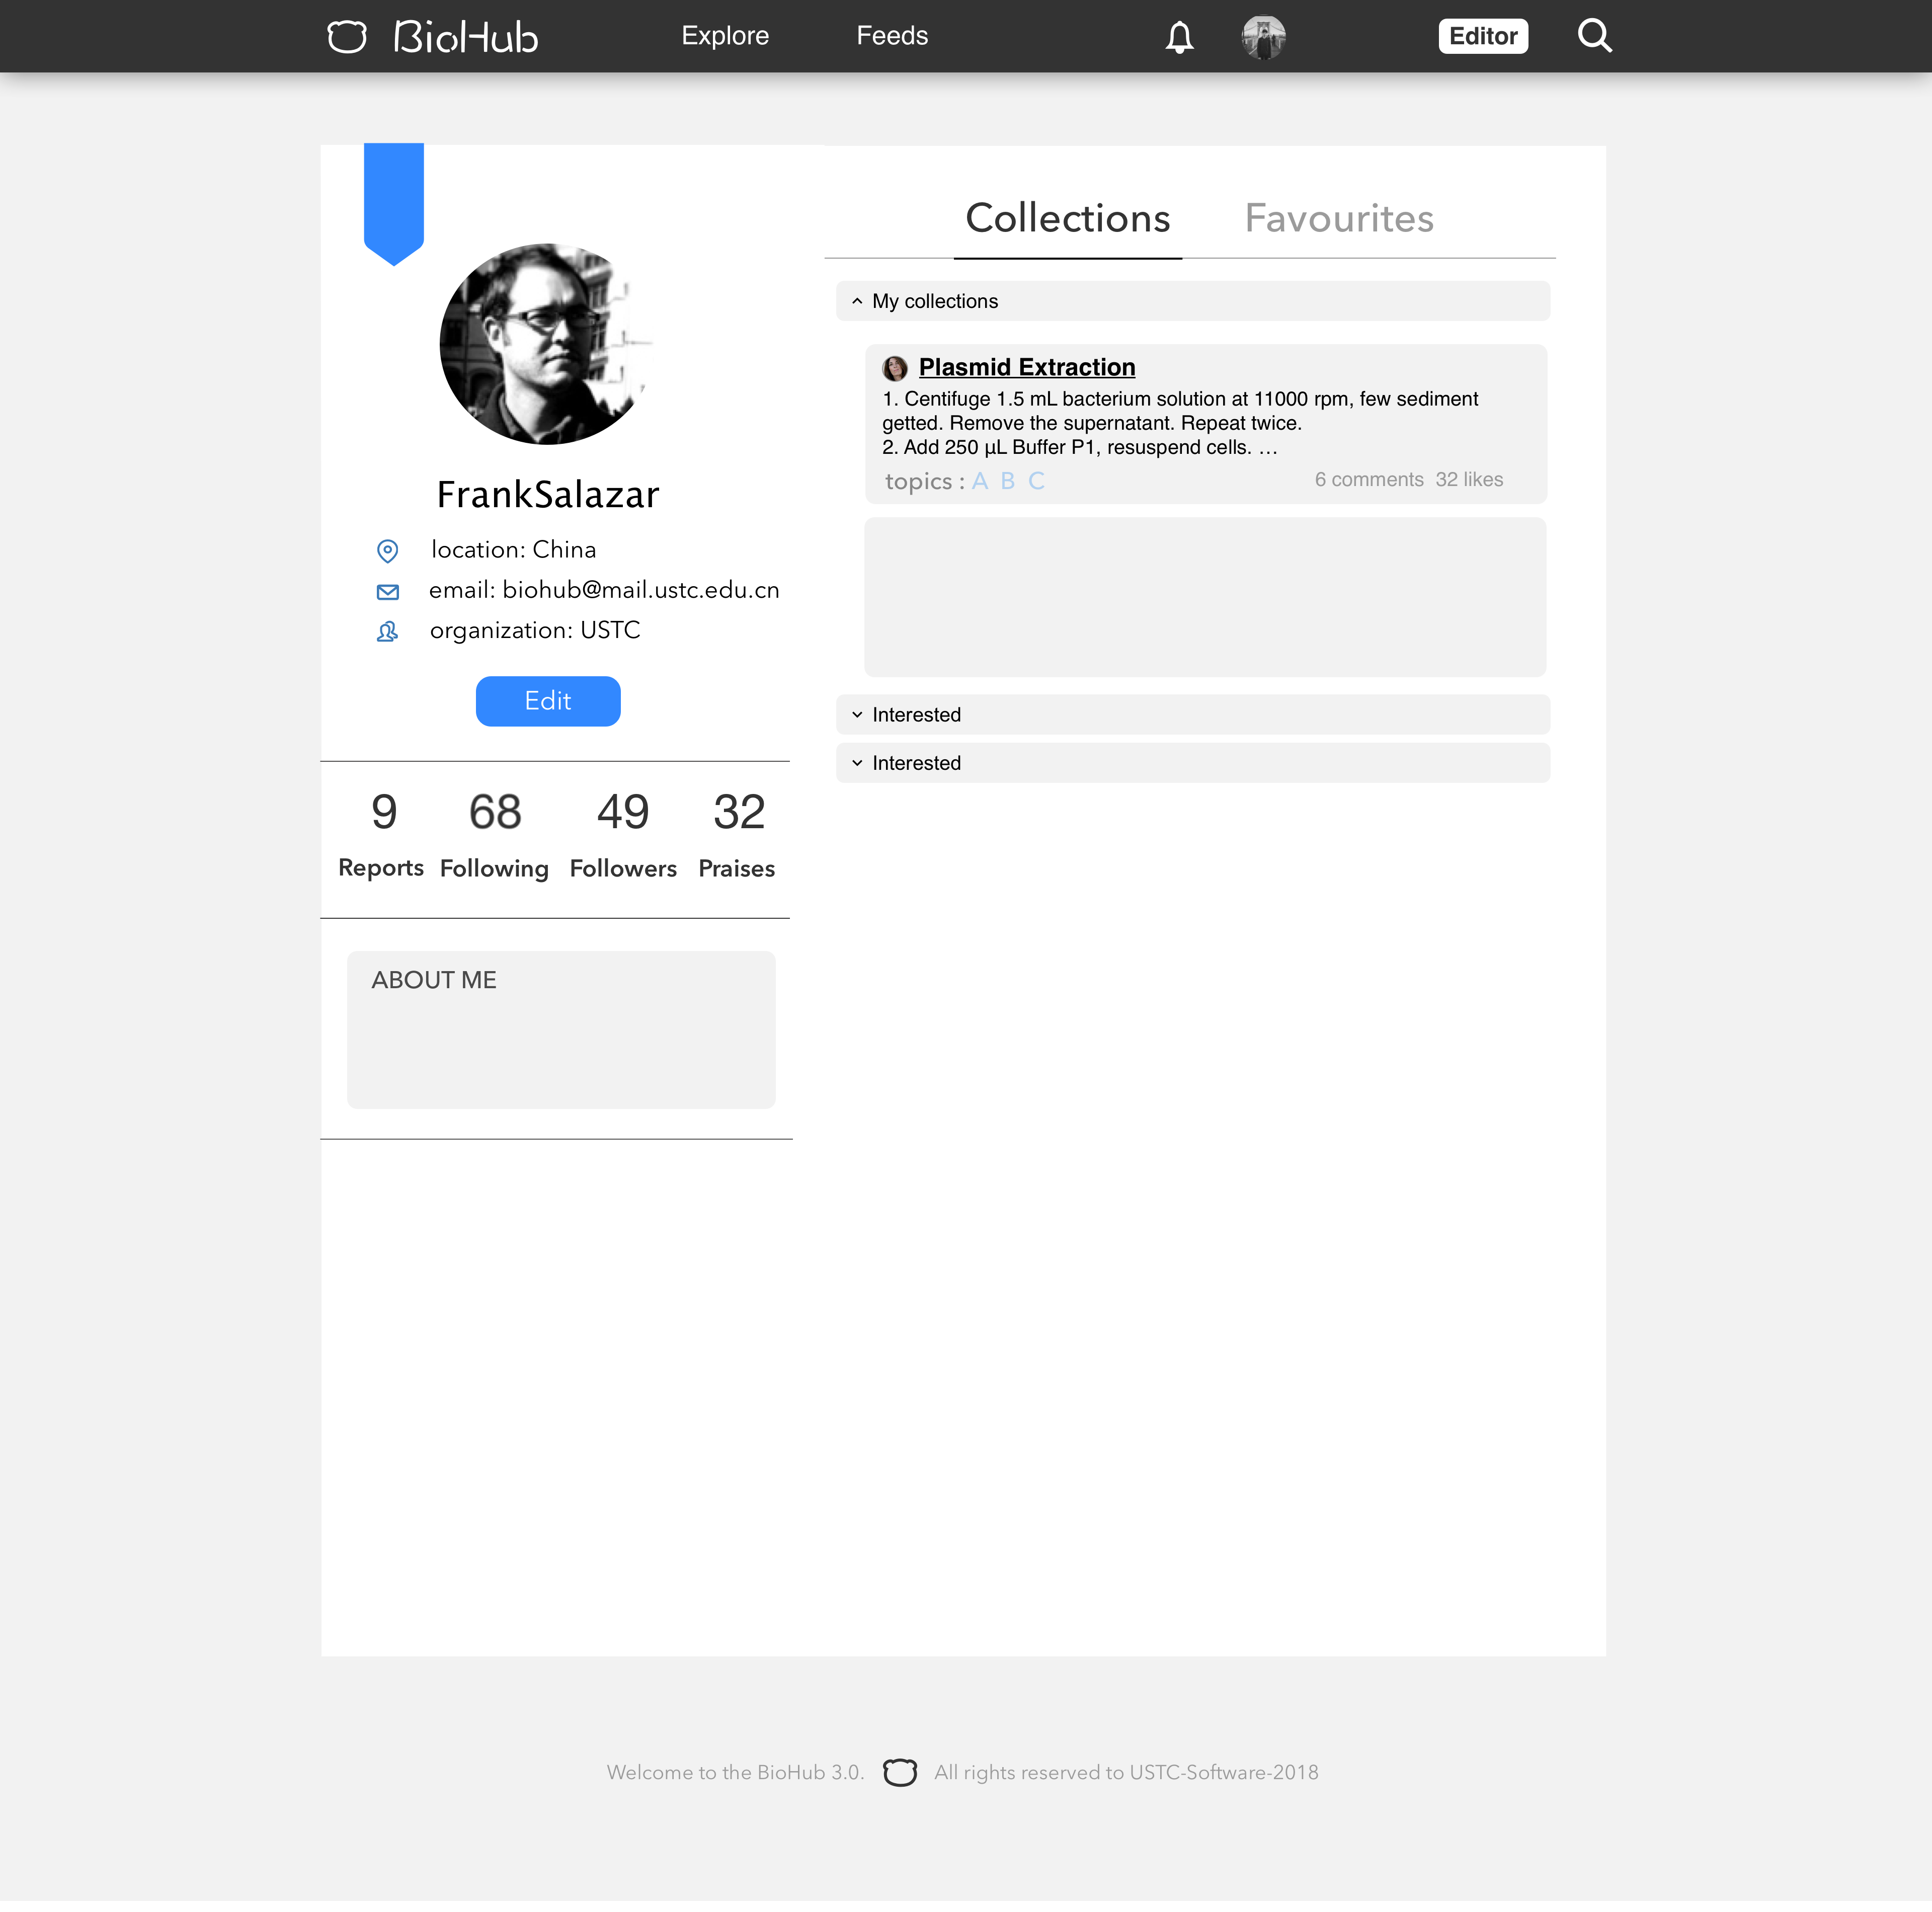 BioHub
Explore
Feeds
Editor
FrankSalazar
location: China
email: biohub@mail.ustc.edu.cn
organization: USTC
Edit
9 68 49 32
Reports Following Followers Praises
ABOUT ME
Collections Favourites
My collections
Plasmid Extraction
1. Centifuge 1.5 mL bacterium solution at 11000 rpm, few sediment
getted. Remove the supernatant. Repeat twice.
2. Add 250 μL Buffer P1, resuspend cells. …
topics : A B C
6 comments 32 likes
Interested
Interested
Welcome to the BioHub 3.0. All rights reserved to USTC-Software-2018